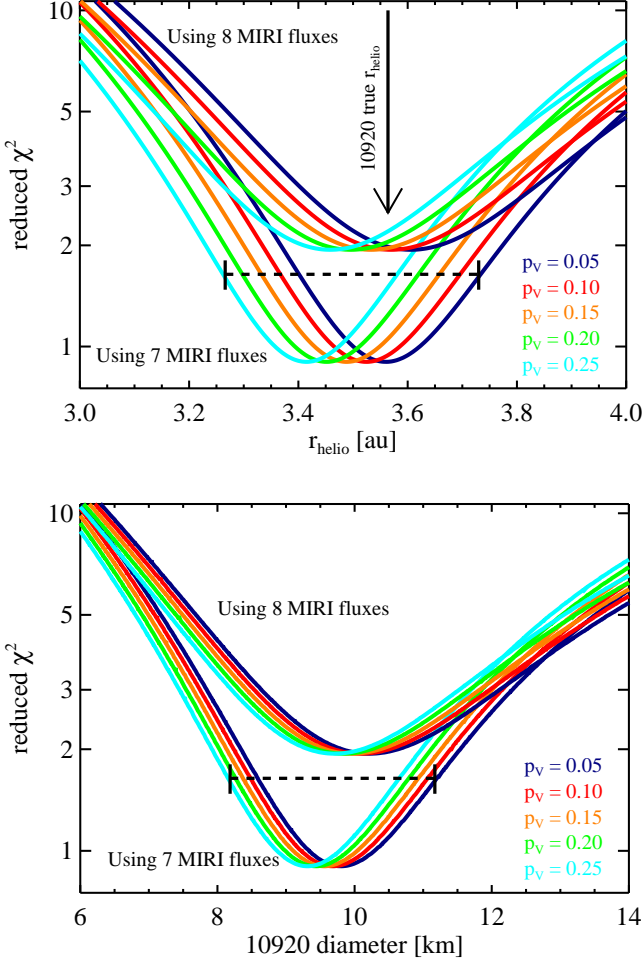 10
Using 8 MIRI fluxes
10920 true r_helio
5
reduced χ²
3
2
p_V = 0.05
p_V = 0.10
p_V = 0.15
p_V = 0.20
p_V = 0.25
Using 7 MIRI fluxes
1
3.0 3.2 3.4 3.6 3.8 4.0
r_helio [au]
10
5
Using 8 MIRI fluxes
reduced χ²
3
2
p_V = 0.05
p_V = 0.10
p_V = 0.15
p_V = 0.20
p_V = 0.25
Using 7 MIRI fluxes
1
6 8 10 12 14
10920 diameter [km]